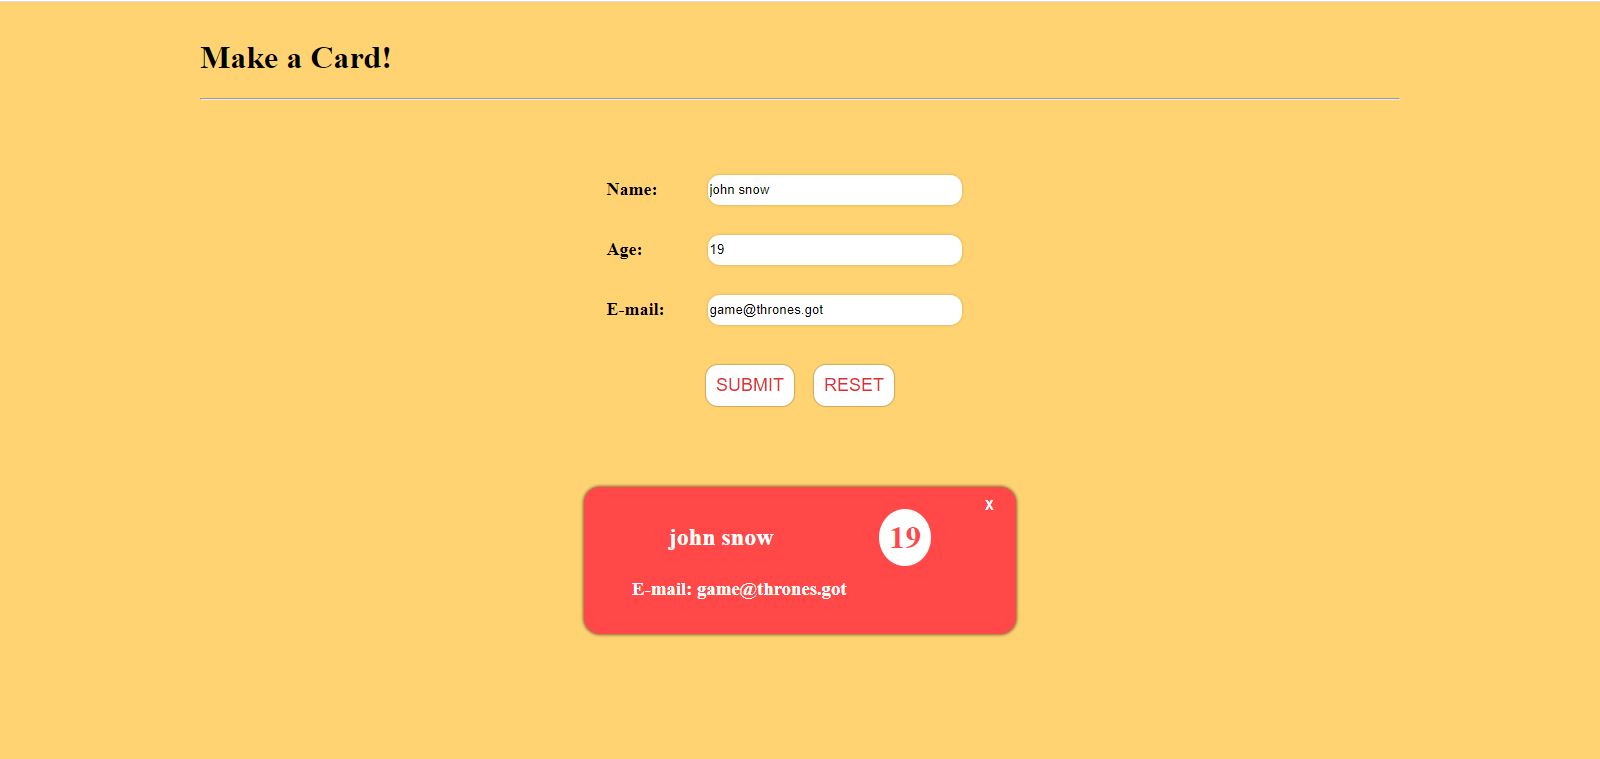 Make a Card!
Name: john snow
Age: 19
E-mail: game@thrones.got
SUBMIT RESET
X
john snow 19
E-mail: game@thrones.got